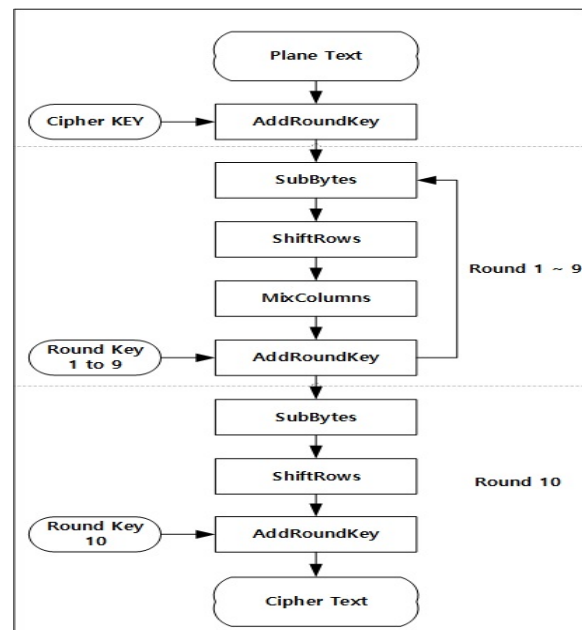 Plane Text
Cipher KEY
AddRoundKey
SubBytes
ShiftRows
Round 1 ~ 9
MixColumns
Round Key
1 to 9
AddRoundKey
SubBytes
ShiftRows
Round 10
Round Key
10
AddRoundKey
Cipher Text